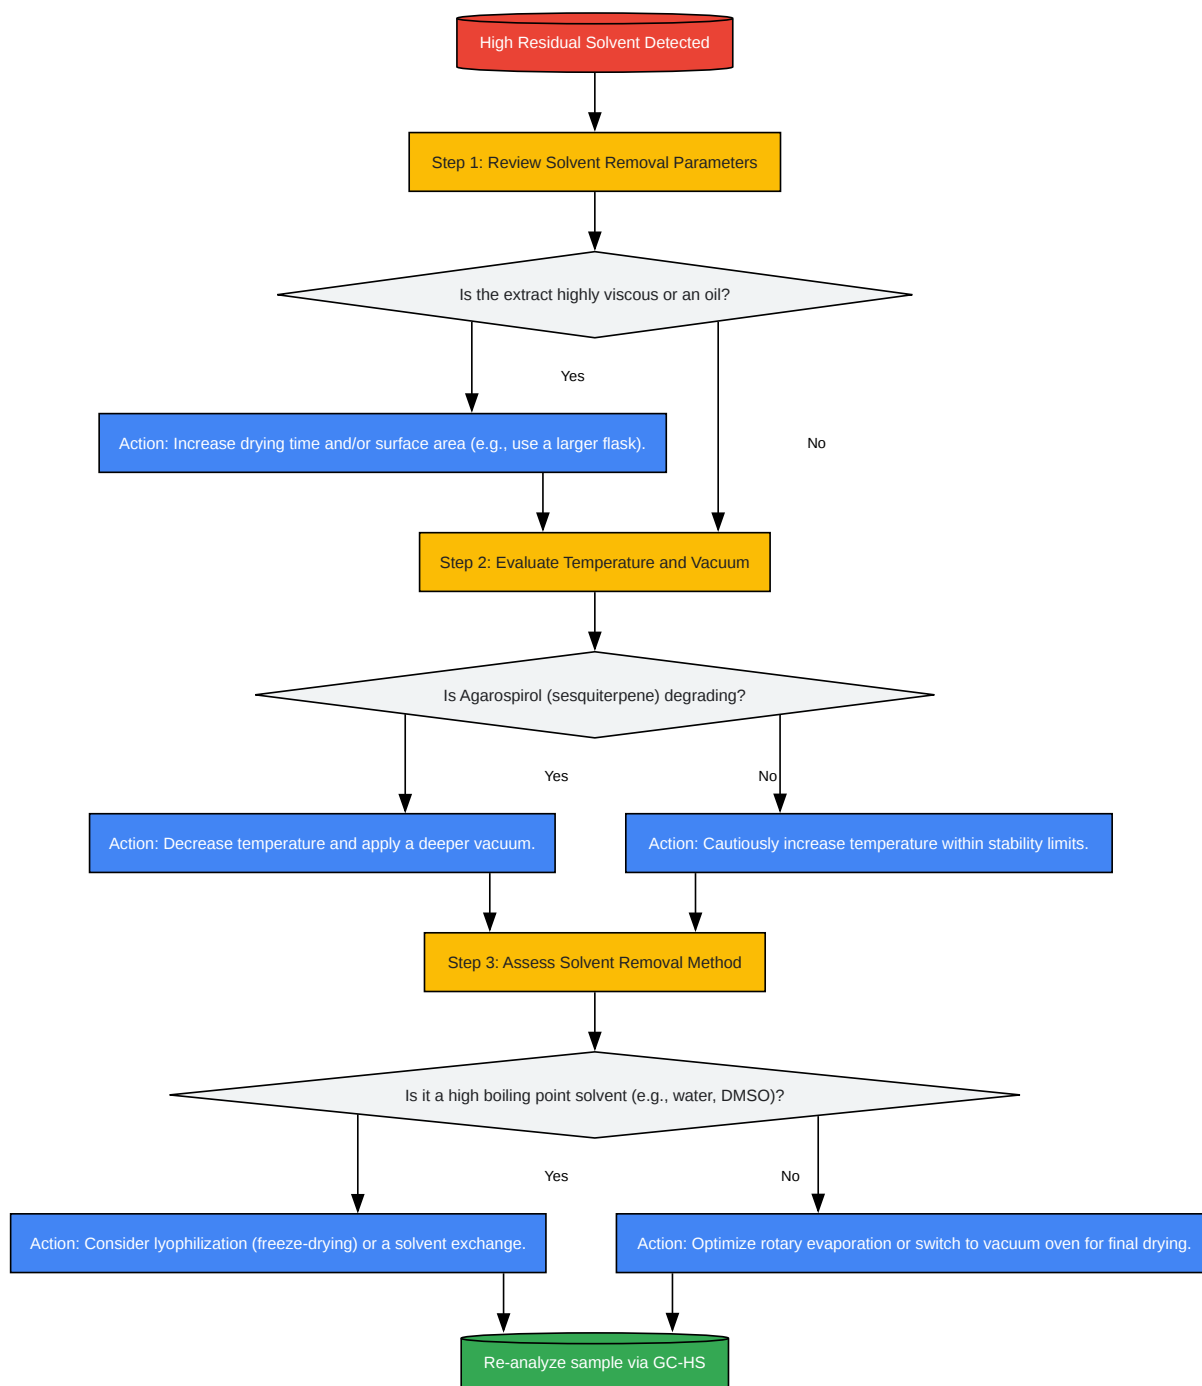 High Residual Solvent Detected
Step 1: Review Solvent Removal Parameters
Is the extract highly viscous or an oil?
Yes
Action: Increase drying time and/or surface area (e.g., use a larger flask).
No
Step 2: Evaluate Temperature and Vacuum
Is Agarospirol (sesquiterpene) degrading?
Yes
No
Action: Decrease temperature and apply a deeper vacuum.
Action: Cautiously increase temperature within stability limits.
Step 3: Assess Solvent Removal Method
Is it a high boiling point solvent (e.g., water, DMSO)?
Yes
No
Action: Consider lyophilization (freeze-drying) or a solvent exchange.
Action: Optimize rotary evaporation or switch to vacuum oven for final drying.
Re-analyze sample via GC-HS